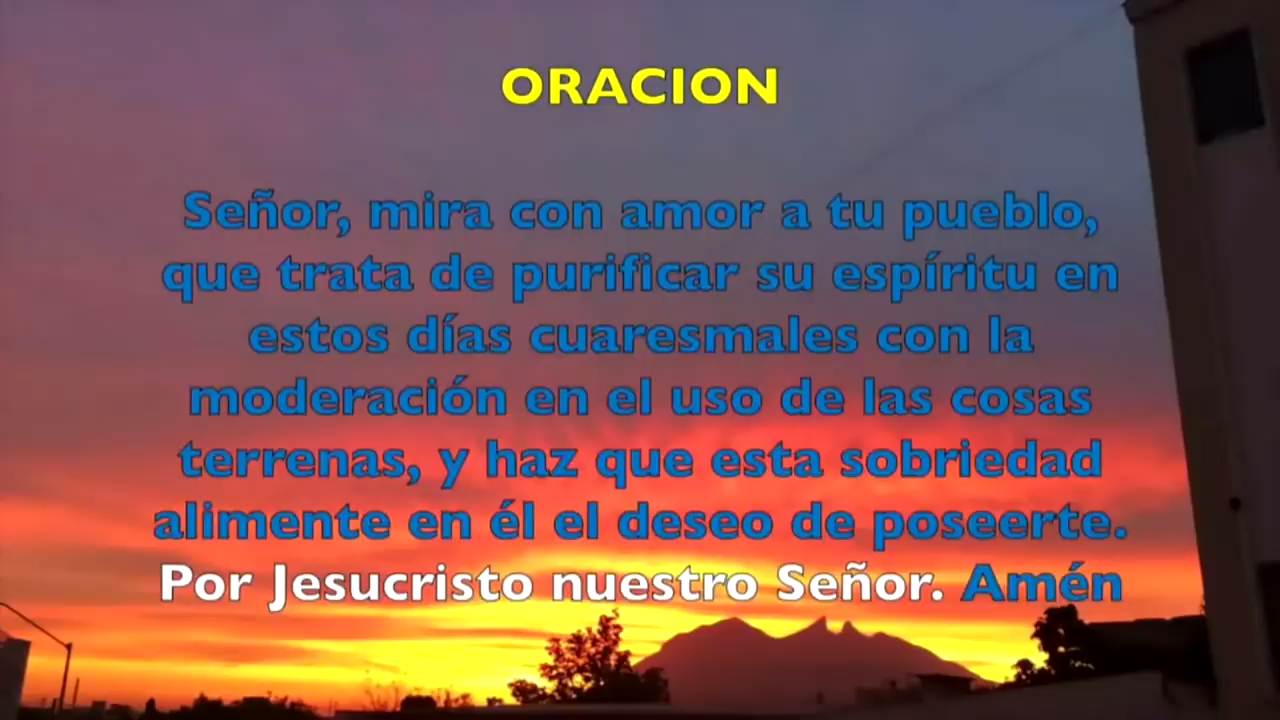 ORACION
Señor, mira con amor a tu pueblo,
que trata de purificar su espíritu en
estos días cuaresmales con la
moderación en el uso de las cosas
terrenas, y haz que esta sobriedad
alimente en él el deseo de poseerte.
Por Jesucristo nuestro Señor. Amén